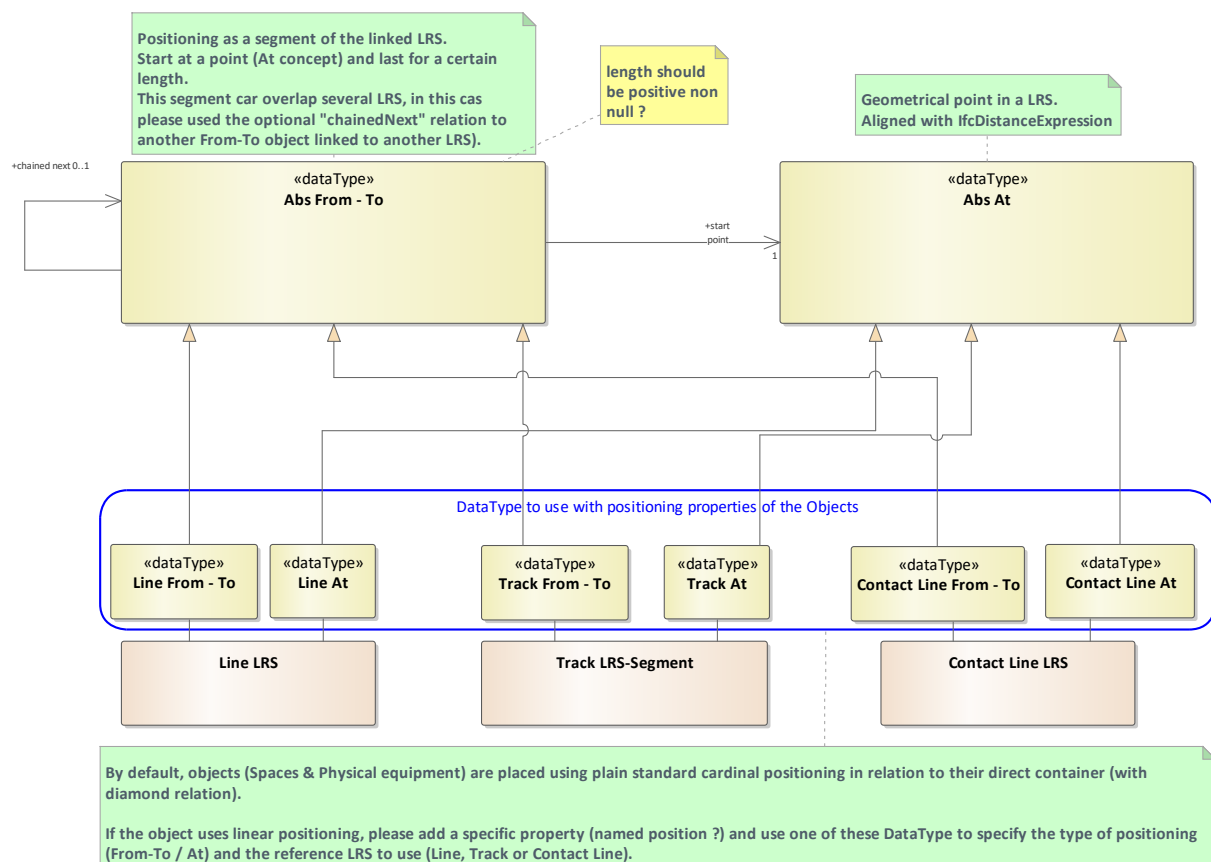 Positioning as a segment of the linked LRS.
Start at a point (At concept) and last for a certain
length.
This segment car overlap several LRS, in this cas
please used the optional "chainedNext" relation to
another From-To object linked to another LRS).
length should
be positive non
null ?
Geometrical point in a LRS.
Aligned with IfcDistanceExpression
+chained next 0..1
«dataType»
Abs From - To
+start
point
1
«dataType»
Abs At
DataType to use with positioning properties of the Objects
«dataType»
Line From - To
«dataType»
Line At
«dataType»
Track From - To
«dataType»
Track At
«dataType»
Contact Line From - To
«dataType»
Contact Line At
Line LRS
Track LRS-Segment
Contact Line LRS
By default, objects (Spaces & Physical equipment) are placed using plain standard cardinal positioning in relation to their direct container (with
diamond relation).
If the object uses linear positioning, please add a specific property (named position ?) and use one of these DataType to specify the type of positioning
(From-To / At) and the reference LRS to use (Line, Track or Contact Line).